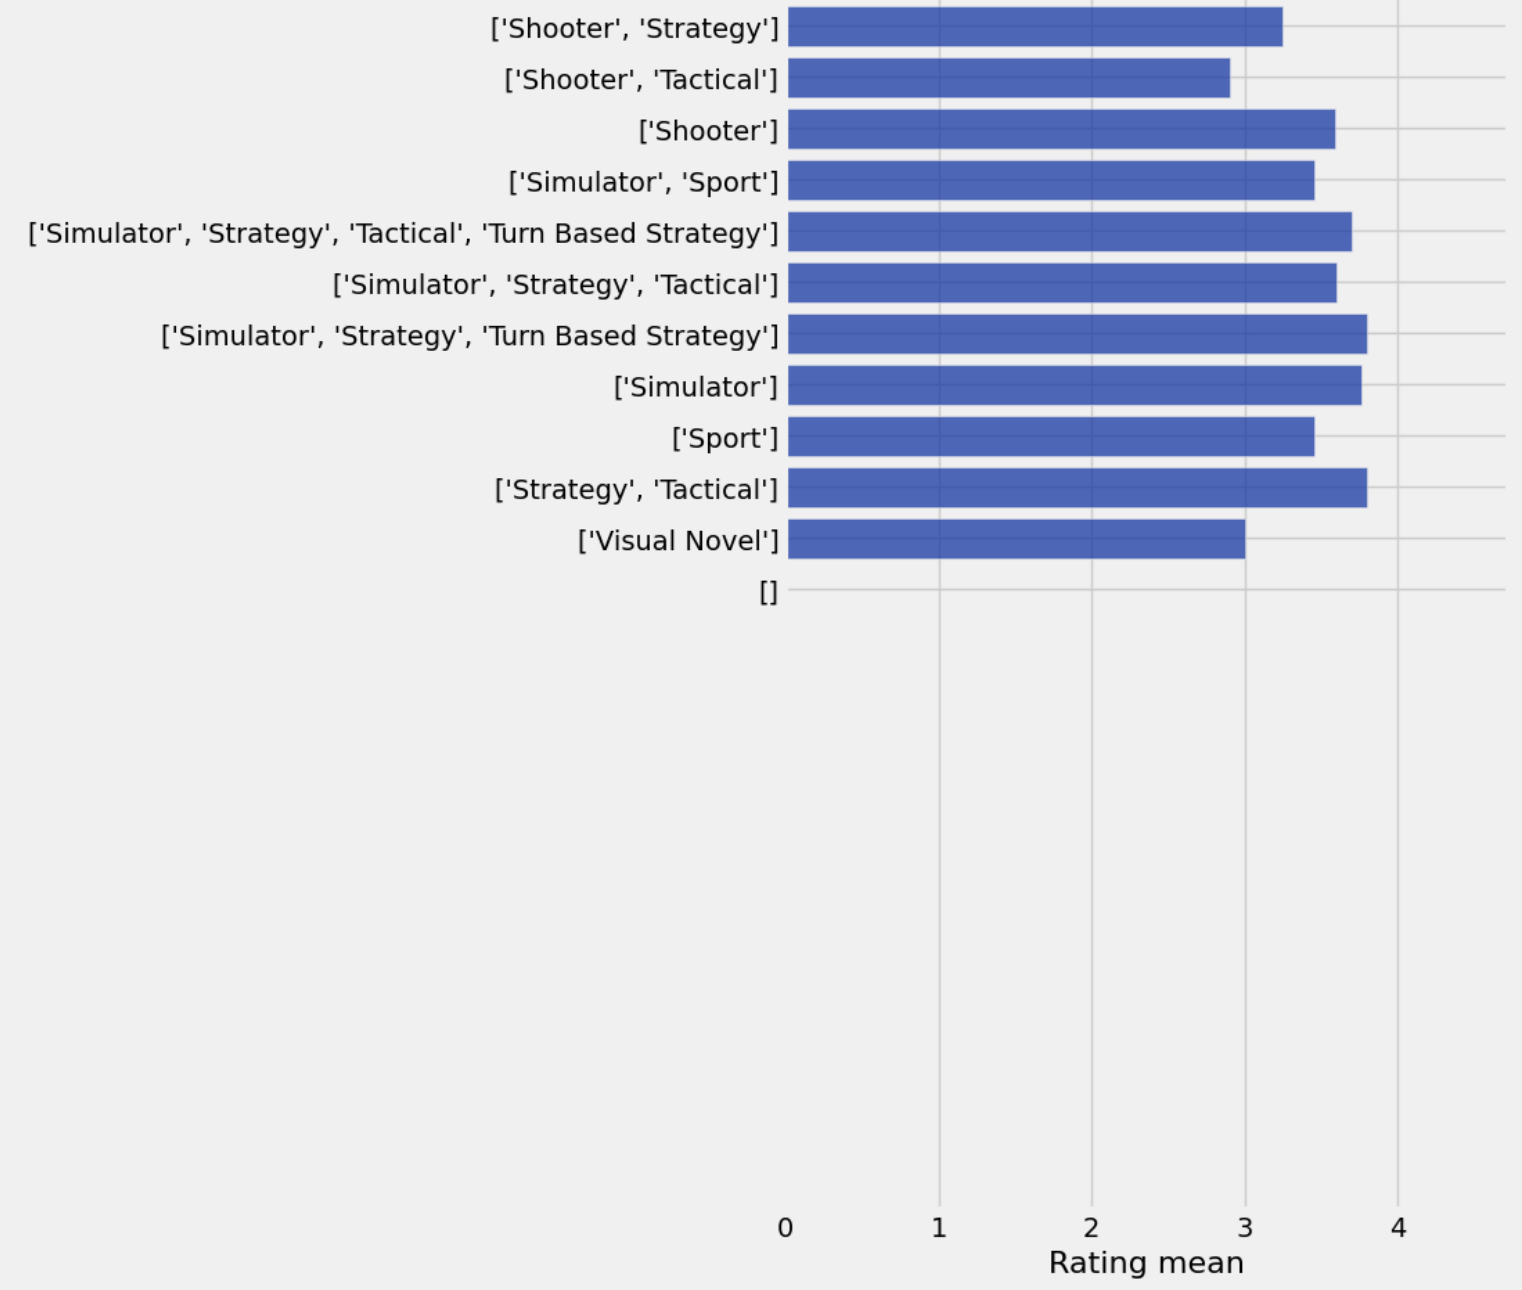 ['Shooter', 'Strategy']
['Shooter', 'Tactical']
['Shooter']
['Simulator', 'Sport']
['Simulator', 'Strategy', 'Tactical', 'Turn Based Strategy']
['Simulator', 'Strategy', 'Tactical']
['Simulator', 'Strategy', 'Turn Based Strategy']
['Simulator']
['Sport']
['Strategy', 'Tactical']
['Visual Novel']
[]
0 1 2 3 4
Rating mean